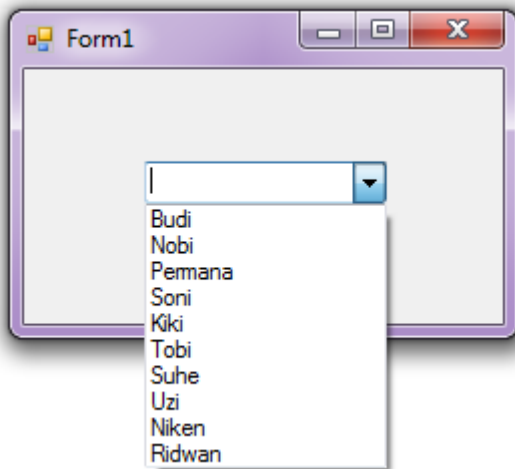 Form1
Budi
Nobi
Permana
Soni
Kiki
Tobi
Suhe
Uzi
Niken
Ridwan